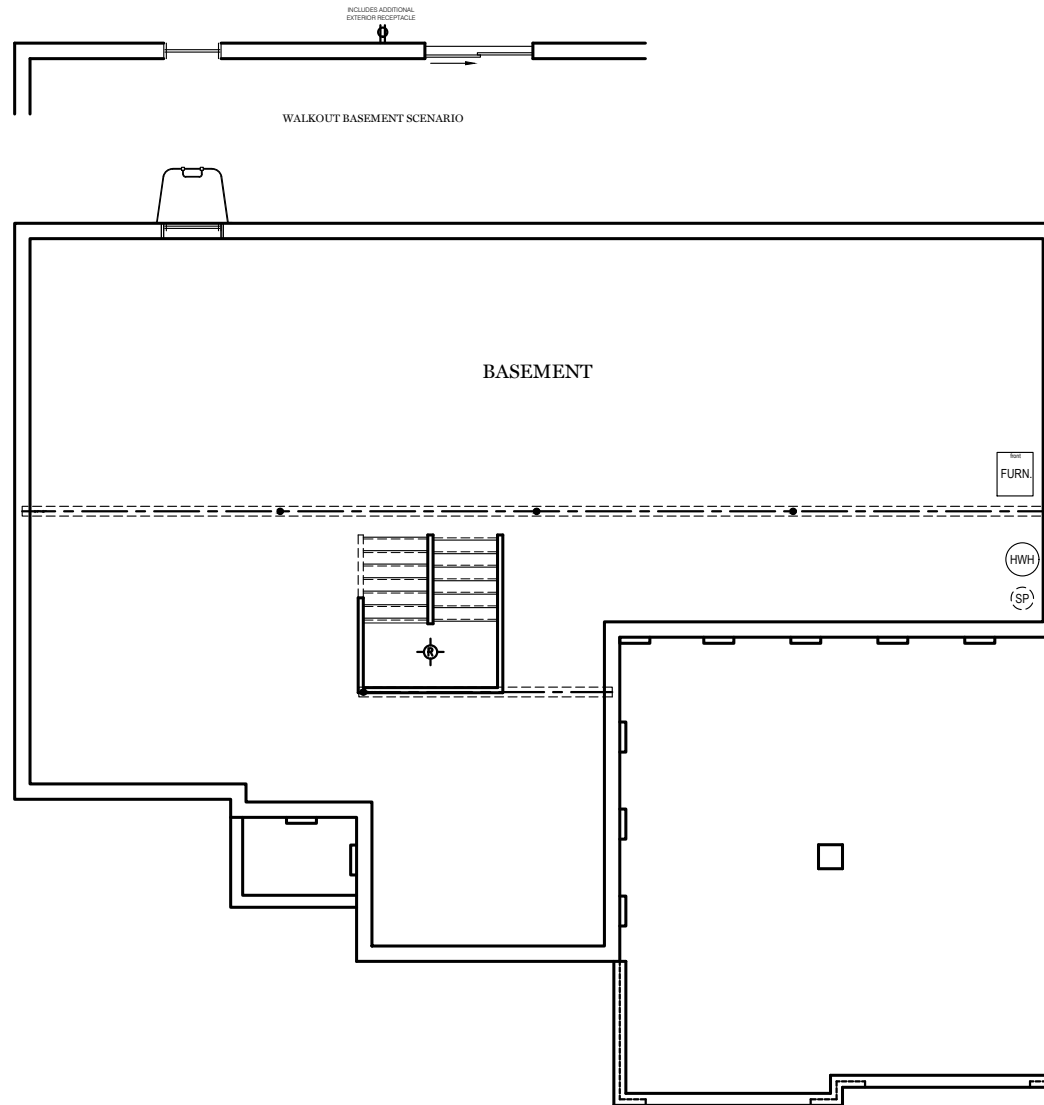 INCLUDES ADDITIONAL
EXTERIOR RECEPTACLE
WALKOUT BASEMENT SCENARIO
BASEMENT
front
FURN.
HWH
SP
R